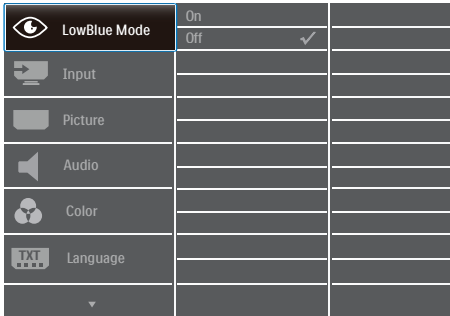 LowBlue Mode
On
Off
Input
Picture
Audio
Color
TXT
Language